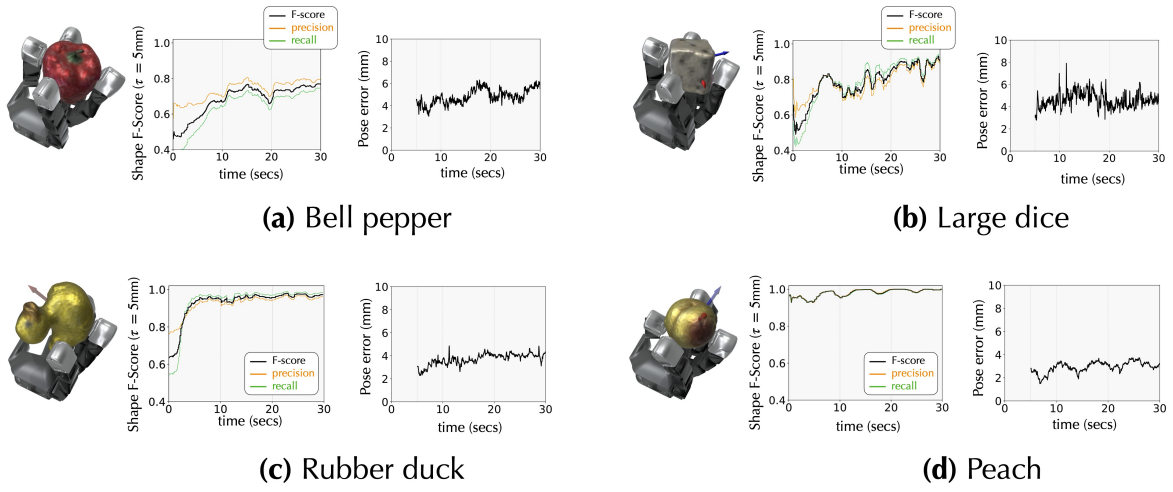 F-score
precision
recall
Shape F-Score (τ = 5mm)
1.0
0.8
0.6
0.4
0 10 20 30
time (secs)
Pose error (mm)
10
8
6
4
2
0
0 10 20 30
time (secs)
(a) Bell pepper
F-score
precision
recall
Shape F-Score (τ = 5mm)
1.0
0.8
0.6
0.4
0 10 20 30
time (secs)
Pose error (mm)
10
8
6
4
2
0
0 10 20 30
time (secs)
(b) Large dice
Shape F-Score (τ = 5mm)
1.0
0.8
0.6
0.4
F-score
precision
recall
0 10 20 30
time (secs)
Pose error (mm)
10
8
6
4
2
0
0 10 20 30
time (secs)
(c) Rubber duck
Shape F-Score (τ = 5mm)
1.0
0.8
0.6
0.4
F-score
precision
recall
0 10 20 30
time (secs)
Pose error (mm)
10
8
6
4
2
0
0 10 20 30
time (secs)
(d) Peach